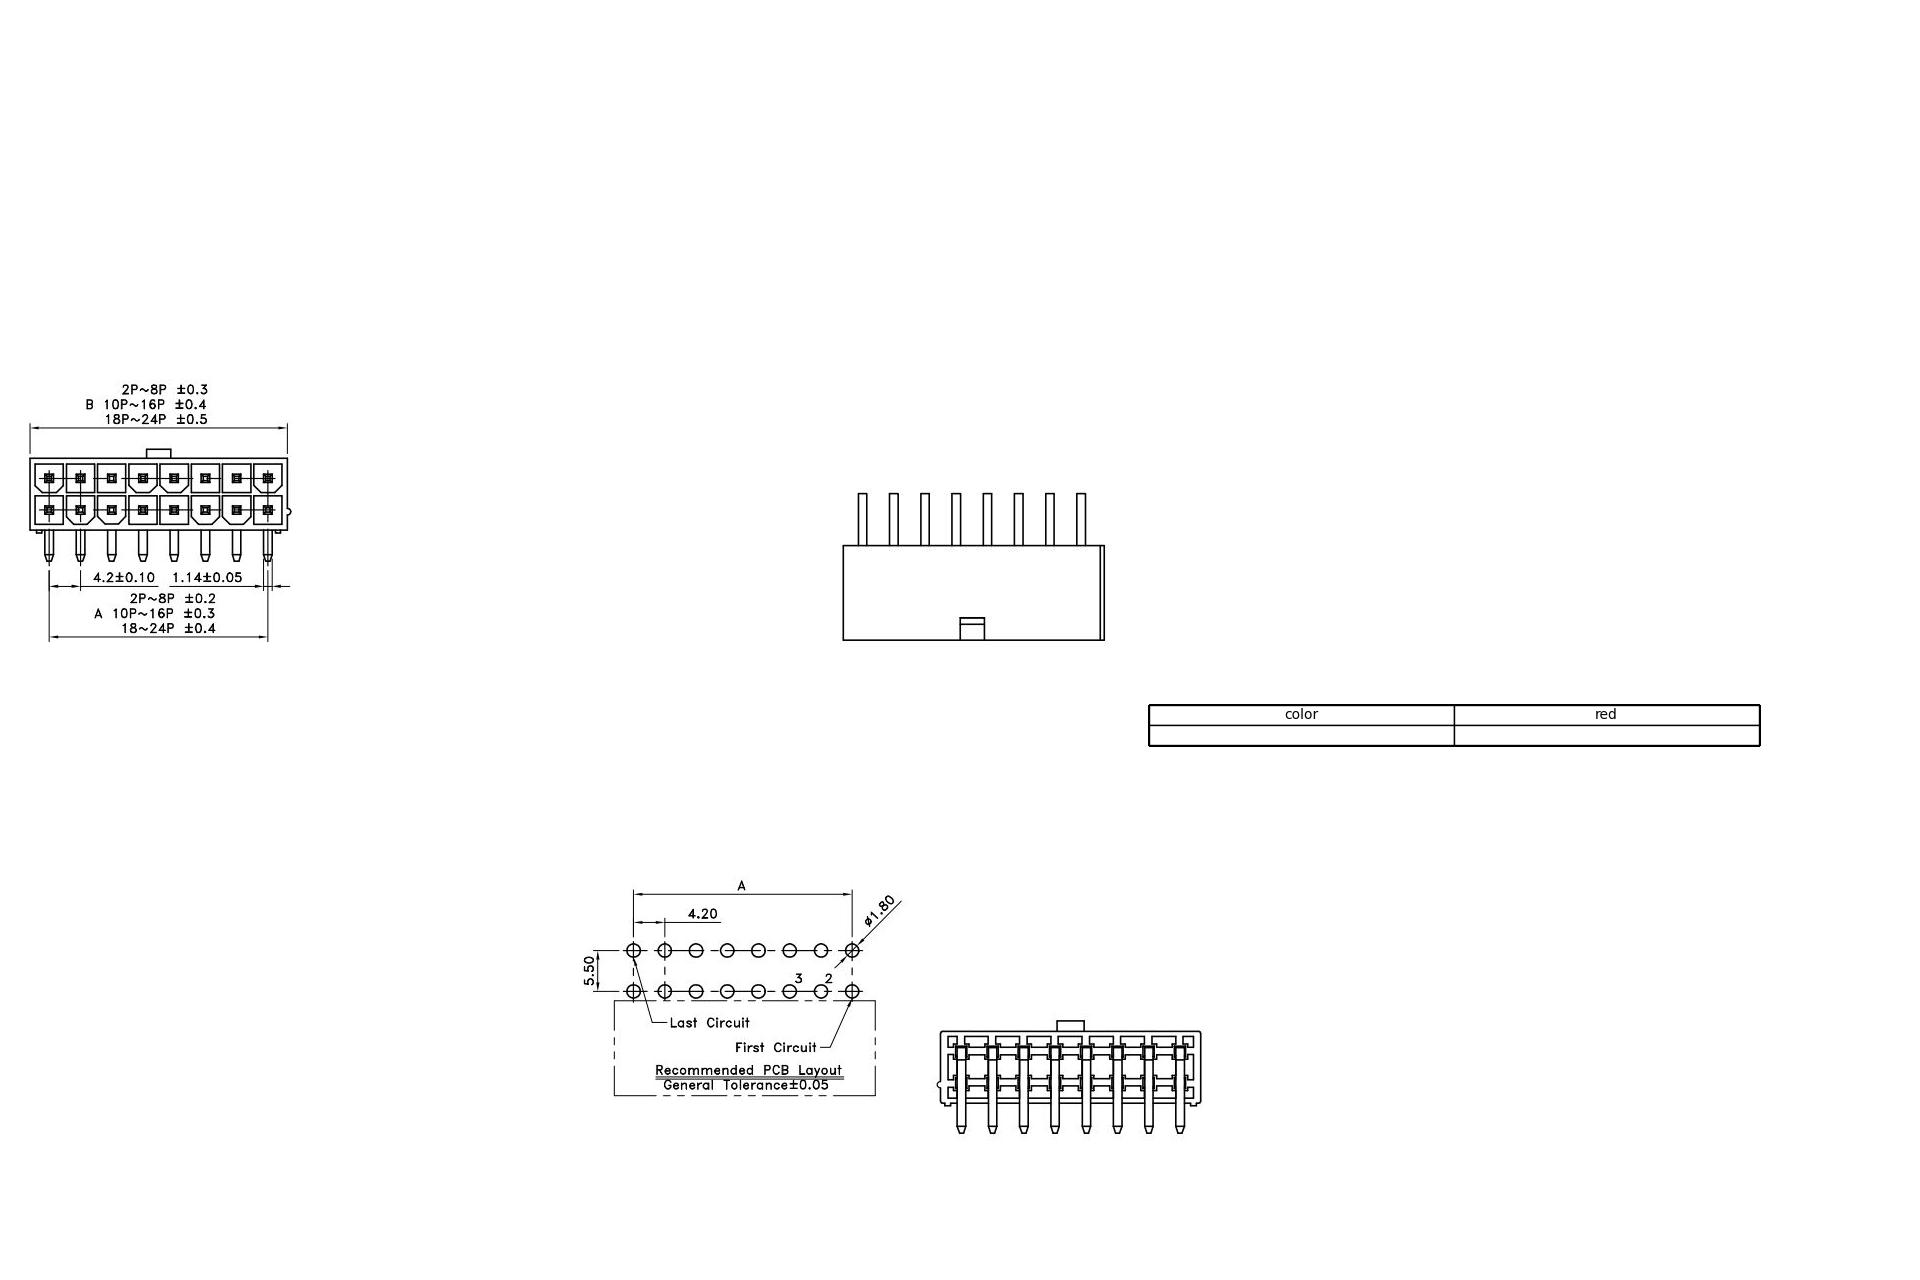 2P~8P ±0.3
B 10P~16P ±0.4
18P~24P ±0.5
4.2±0.10 1.14±0.05
2P~8P ±0.2
A 10P~16P ±0.3
18~24P ±0.4
color red
A
4.20
ø1.80
5.50
3 2
Last Circuit
First Circuit
Recommended PCB Layout
General Tolerance±0.05